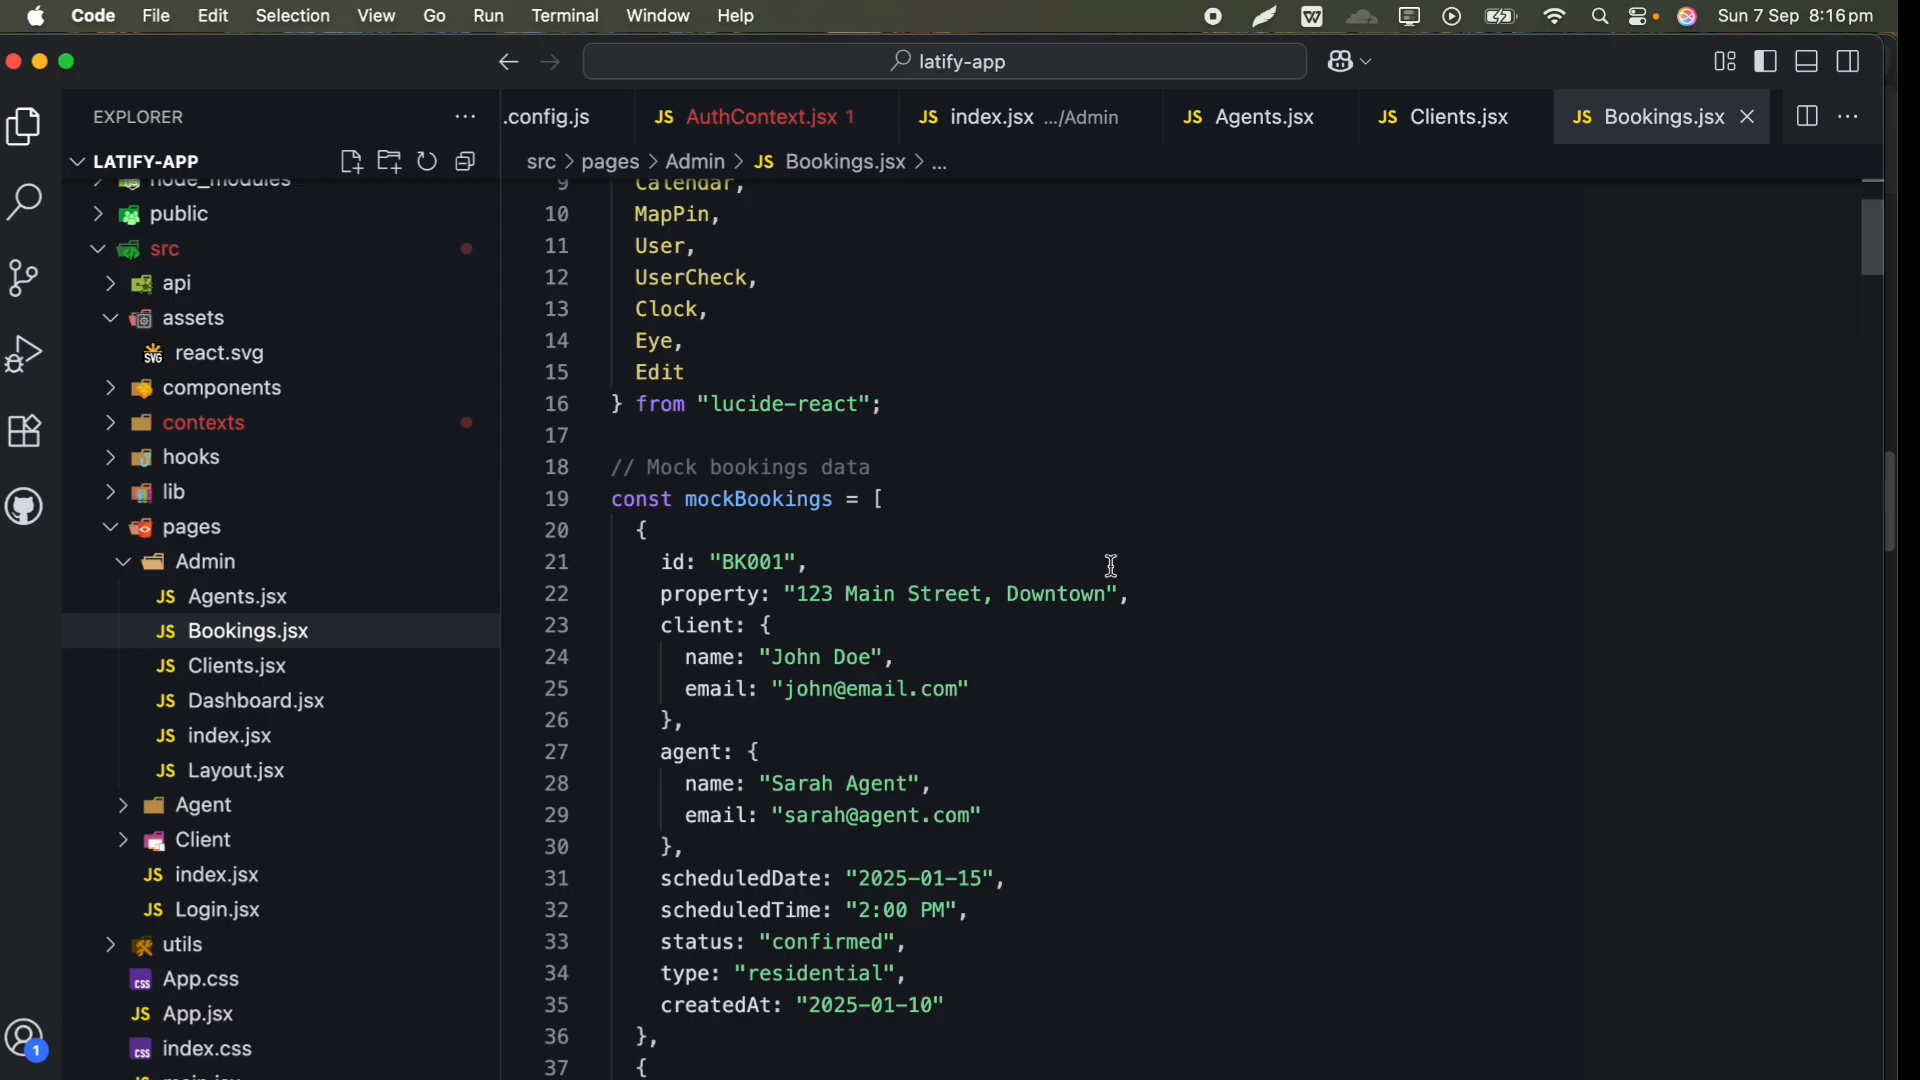 Code File Edit Selection View Go Run Terminal Window Help Sun 7 Sep 8:16 pm
latify-app
EXPLORER
LATIFY-APP
node_modules
public
src
api
assets
react.svg
components
contexts
hooks
lib
pages
Admin
JS Agents.jsx
JS Bookings.jsx
JS Clients.jsx
JS Dashboard.jsx
JS index.jsx
JS Layout.jsx
Agent
Client
JS index.jsx
JS Login.jsx
utils
css App.css
JS App.jsx
css index.css
1
.config.js JS AuthContext.jsx 1 JS index.jsx .../Admin JS Agents.jsx JS Clients.jsx JS Bookings.jsx
src > pages > Admin > JS Bookings.jsx > ...
9 Calendar,
10 MapPin,
11 User,
12 UserCheck,
13 Clock,
14 Eye,
15 Edit
16 } from "lucide-react";
17
18 // Mock bookings data
19 const mockBookings = [
20 {
21 id: "BK001",
22 property: "123 Main Street, Downtown",
23 client: {
24 name: "John Doe",
25 email: "john@email.com"
26 },
27 agent: {
28 name: "Sarah Agent",
29 email: "sarah@agent.com"
30 },
31 scheduledDate: "2025-01-15",
32 scheduledTime: "2:00 PM",
33 status: "confirmed",
34 type: "residential",
35 createdAt: "2025-01-10"
36 },
37 {